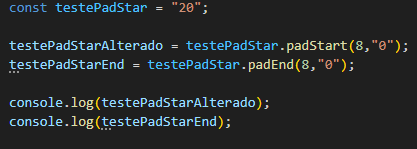 const testePadStar = "20";
testePadStarAlterado = testePadStar.padStart(8,"0");
testePadStarEnd = testePadStar.padEnd(8,"0");
console.log(testePadStarAlterado);
console.log(testePadStarEnd);